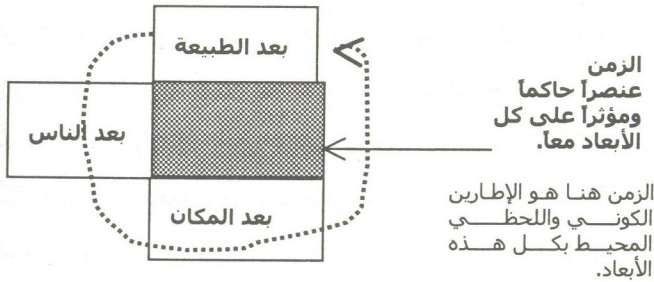 بعد الطبيعة
بعد الناس
بعد المكان
الزمن
عنصراً حاكماً
ومؤثراً على كل
الأبعاد معاً.
الزمن هنا هو الإطارين
الكوني واللحظي
المحيط بكل هذه
الأبعاد.